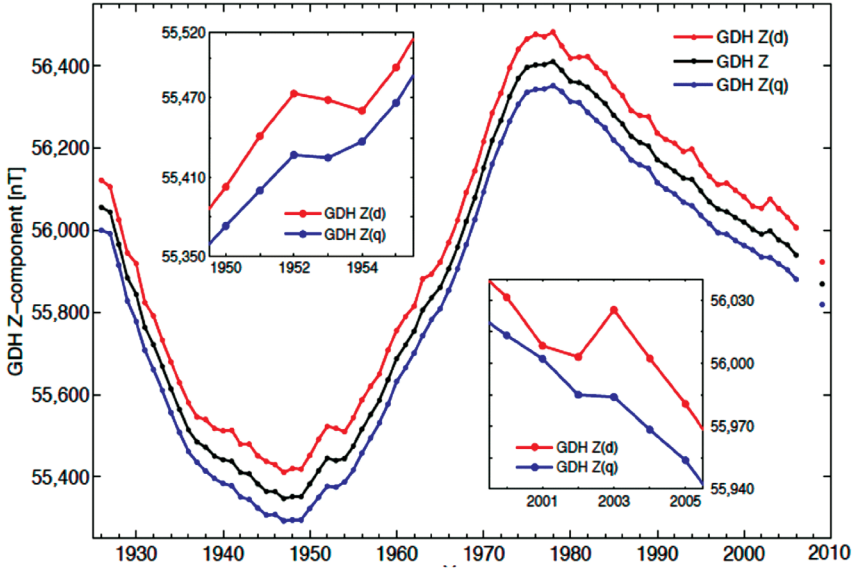 GDH Z-component [nT]
56,400
56,200
56,000
55,800
55,600
55,400
1930 1940 1950 1960 1970 1980 1990 2000 2010
GDH Z(d)
GDH Z
GDH Z(q)
55,520
55,470
55,410
55,350
1950 1952 1954
GDH Z(d)
GDH Z(q)
56,030
56,000
55,970
55,940
2001 2003 2005
GDH Z(d)
GDH Z(q)